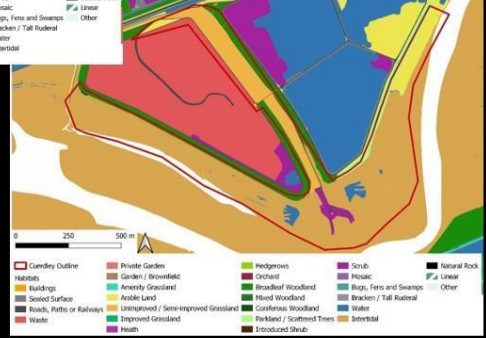 Linear
Bogs, Fens and Swamps
Other
Bracken / Tall Ruderal
Water
Intertidal
0 250 500 m
Cuerdley Outline
Habitats
Buildings
Sealed Surface
Roads, Paths or Railways
Waste
Private Garden
Garden / Brownfield
Amenity Grassland
Arable Land
Unimproved / Semi-improved Grassland
Improved Grassland
Heath
Hedgerows
Orchard
Broadleaf Woodland
Mixed Woodland
Coniferous Woodland
Parkland / Scattered Trees
Introduced Shrub
Scrub
Mosaic
Bogs, Fens and Swamps
Bracken / Tall Ruderal
Water
Intertidal
Natural Rock
Linear
Other